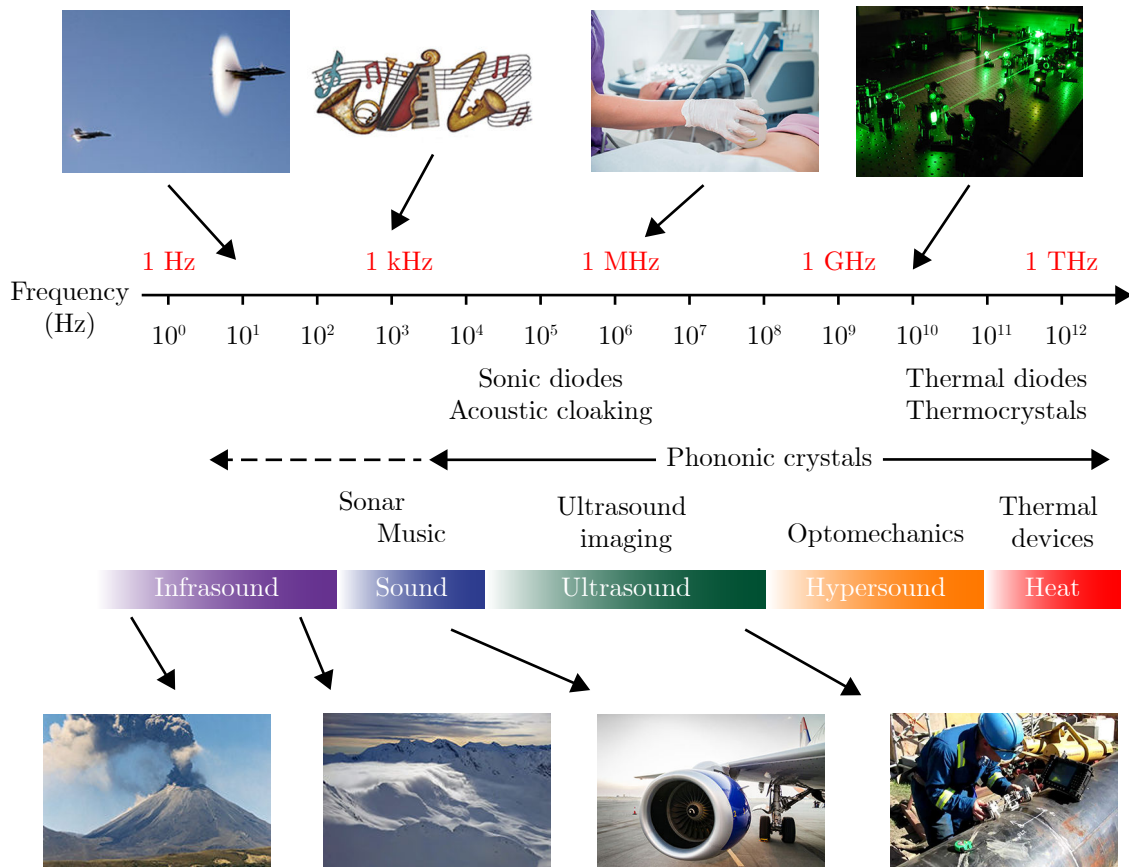 1 Hz 1 kHz 1 MHz 1 GHz 1 THz
Frequency
(Hz)
10⁰ 10¹ 10² 10³ 10⁴ 10⁵ 10⁶ 10⁷ 10⁸ 10⁹ 10¹⁰ 10¹¹ 10¹²
Sonic diodes
Acoustic cloaking
Thermal diodes
Thermocrystals
Phononic crystals
Sonar
Music
Ultrasound
imaging
Optomechanics
Thermal
devices
Infrasound Sound Ultrasound Hypersound Heat